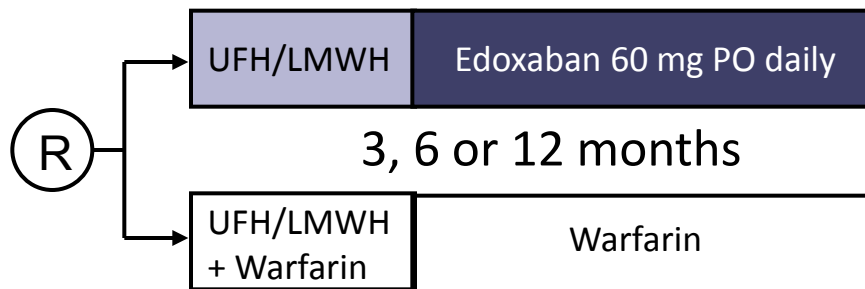 UFH/LMWH
Edoxaban 60 mg PO daily
R
3, 6 or 12 months
UFH/LMWH
+ Warfarin
Warfarin